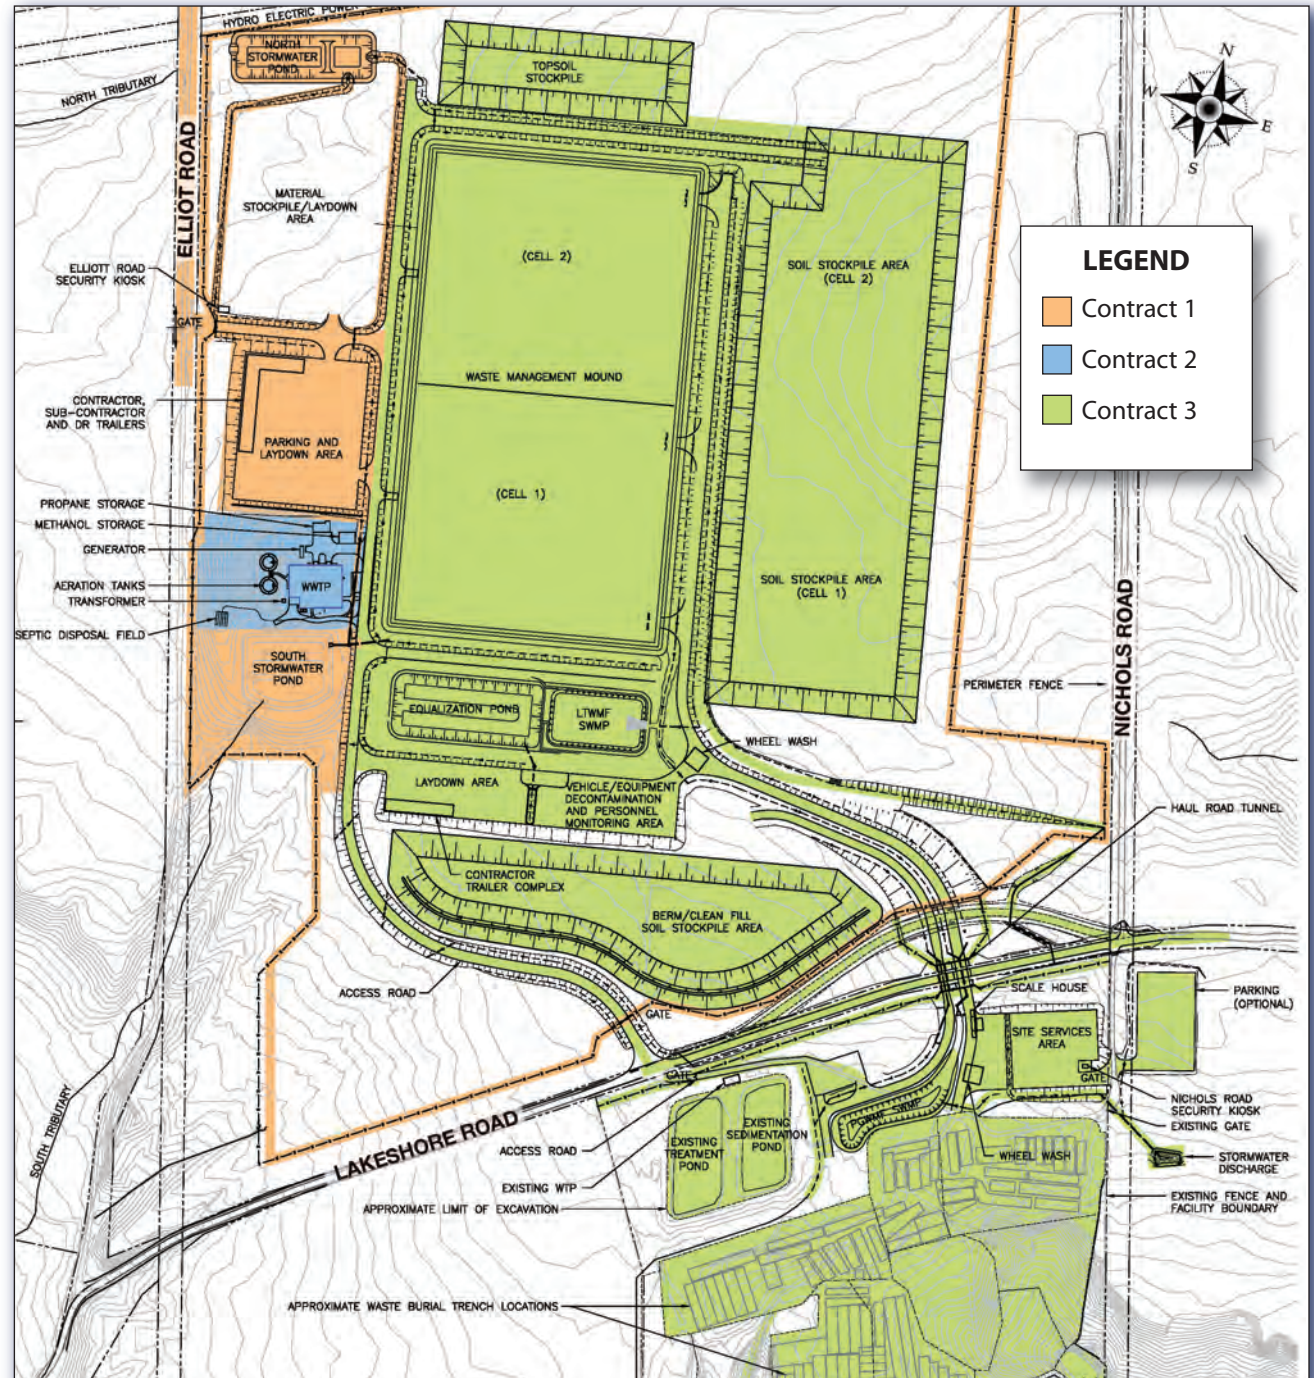 HYDRO ELECTRIC POWER
NORTH
STORMWATER
POND
TOPSOIL
STOCKPILE
NORTH TRIBUTARY
N
W
E
S
ELLIOT ROAD
MATERIAL
STOCKPILE/LAYDOWN
AREA
ELLIOTT ROAD
SECURITY KIOSK
GATE
(CELL 2)
SOIL STOCKPILE AREA
(CELL 2)
LEGEND
Contract 1
Contract 2
Contract 3
WASTE MANAGEMENT MOUND
CONTRACTOR,
SUB-CONTRACTOR
AND DR TRAILERS
PARKING AND
LAYDOWN AREA
(CELL 1)
PROPANE STORAGE
METHANOL STORAGE
GENERATOR
AERATION TANKS
TRANSFORMER
WWTP
SEPTIC DISPOSAL FIELD
SOIL STOCKPILE AREA
(CELL 1)
NICHOLS ROAD
SOUTH
STORMWATER
POND
PERIMETER FENCE
EQUALIZATION POND
LTWMF
SWMP
WHEEL WASH
LAYDOWN AREA
VEHICLE/EQUIPMENT
DECONTAMINATION
AND PERSONNEL
MONITORING AREA
HAUL ROAD TUNNEL
CONTRACTOR
TRAILER COMPLEX
BERM/CLEAN FILL
SOIL STOCKPILE AREA
ACCESS ROAD
GATE
SCALE HOUSE
PARKING
(OPTIONAL)
SITE SERVICES
AREA
GATE
GATE
NICHOLS ROAD
SECURITY KIOSK
SOUTH TRIBUTARY
LAKESHORE ROAD
EXISTING
TREATMENT
POND
EXISTING
SEDIMENTATION
POND
PGWMF SWMP
EXISTING GATE
ACCESS ROAD
WHEEL WASH
STORMWATER
DISCHARGE
EXISTING WTP
APPROXIMATE LIMIT OF EXCAVATION
EXISTING FENCE AND
FACILITY BOUNDARY
APPROXIMATE WASTE BURIAL TRENCH LOCATIONS